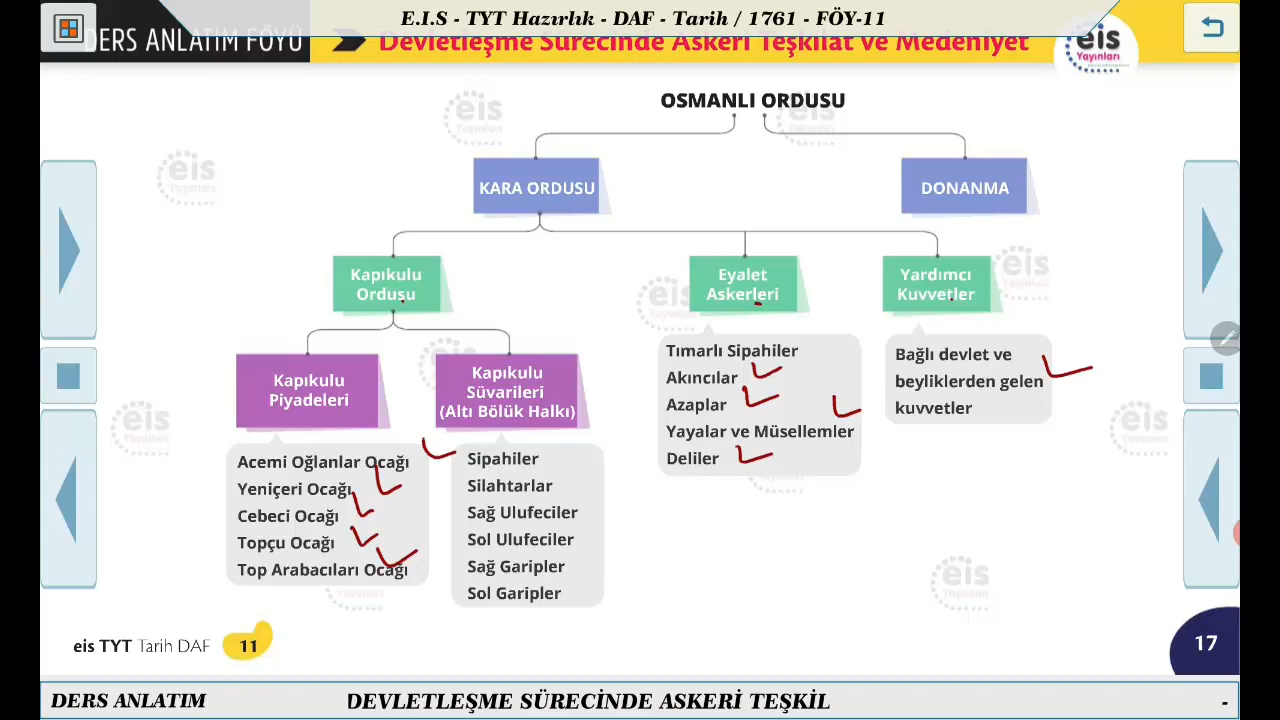 E.I.S - TYT Hazırlık - DAF - Tarih / 1761 - FÖY-11
DERS ANLATIM FÖYÜ
Devletleşme Sürecinde Askeri Teşkilat ve Medeniyet
eis
Yayınları
OSMANLI ORDUSU
KARA ORDUSU
DONANMA
Kapıkulu
Ordusu
Eyalet
Askerleri
Yardımcı
Kuvvetler
Kapıkulu
Piyadeleri
Kapıkulu
Süvarileri
(Altı Bölük Halkı)
Tımarlı Sipahiler
Akıncılar
Azaplar
Yayalar ve Müsellemler
Deliler
Bağlı devlet ve
beyliklerden gelen
kuvvetler
Acemi Oğlanlar Ocağı
Yeniçeri Ocağı
Cebeci Ocağı
Topçu Ocağı
Top Arabacıları Ocağı
Sipahiler
Silahtarlar
Sağ Ulufeciler
Sol Ulufeciler
Sağ Garipler
Sol Garipler
eis TYT Tarih DAF 11
17
DERS ANLATIM DEVLETLEŞME SÜRECİNDE ASKERİ TEŞKİL -